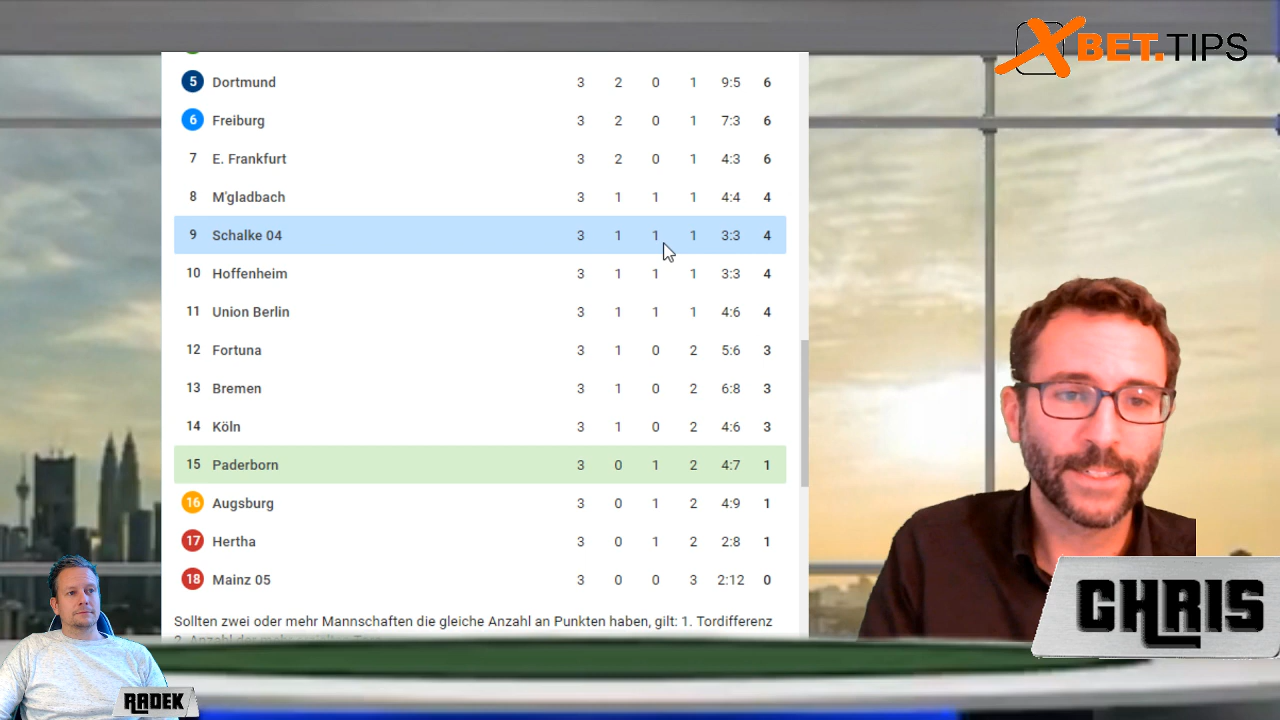 XBET.TIPS
5 Dortmund 3 2 0 1 9:5 6
6 Freiburg 3 2 0 1 7:3 6
7 E. Frankfurt 3 2 0 1 4:3 6
8 M'gladbach 3 1 1 1 4:4 4
9 Schalke 04 3 1 1 1 3:3 4
10 Hoffenheim 3 1 1 1 3:3 4
11 Union Berlin 3 1 1 1 4:6 4
12 Fortuna 3 1 0 2 5:6 3
13 Bremen 3 1 0 2 6:8 3
14 Köln 3 1 0 2 4:6 3
15 Paderborn 3 0 1 2 4:7 1
16 Augsburg 3 0 1 2 4:9 1
17 Hertha 3 0 1 2 2:8 1
18 Mainz 05 3 0 0 3 2:12 0
Sollten zwei oder mehr Mannschaften die gleiche Anzahl an Punkten haben, gilt: 1. Tordifferenz
CHRIS
RADEK